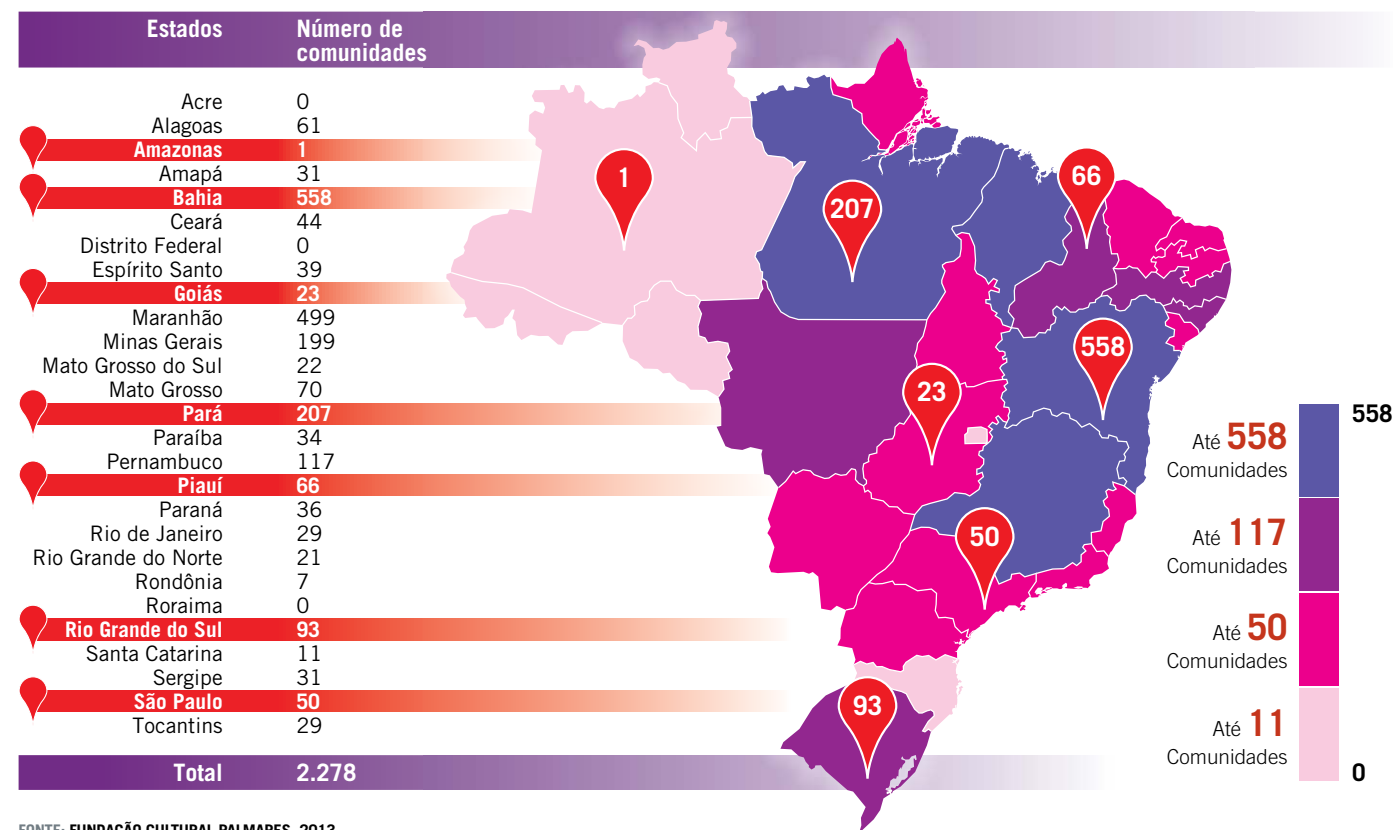 Estados Número de
comunidades
Acre 0
Alagoas 61
Amazonas 1
Amapá 31
Bahia 558
Ceará 44
Distrito Federal 0
Espírito Santo 39
Goiás 23
Maranhão 499
Minas Gerais 199
Mato Grosso do Sul 22
Mato Grosso 70
Pará 207
Paraíba 34
Pernambuco 117
Piauí 66
Paraná 36
Rio de Janeiro 29
Rio Grande do Norte 21
Rondônia 7
Roraima 0
Rio Grande do Sul 93
Santa Catarina 11
Sergipe 31
São Paulo 50
Tocantins 29
Total 2.278
FONTE: FUNDAÇÃO CULTURAL PALMARES, 2013
1
207
66
558
23
50
93
558
Até 558
Comunidades
Até 117
Comunidades
Até 50
Comunidades
Até 11
Comunidades
0